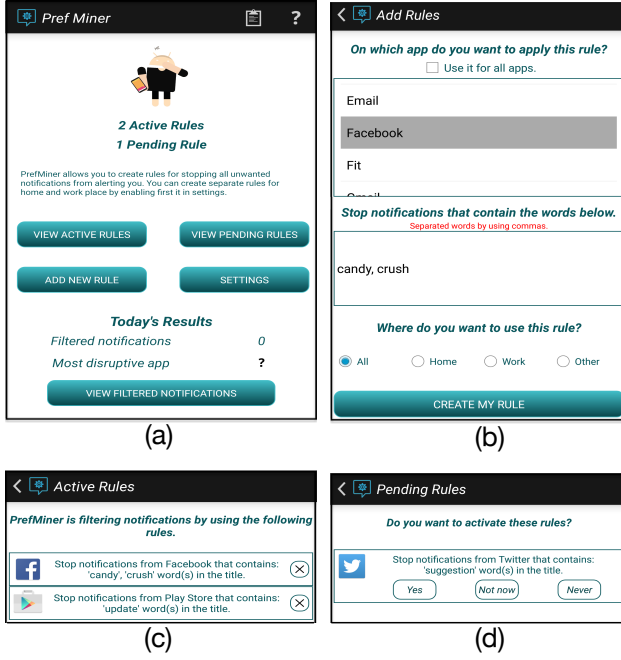 Pref Miner
?
2 Active Rules
1 Pending Rule
PrefMiner allows you to create rules for stopping all unwanted
notifications from alerting you. You can create separate rules for
home and work place by enabling first it in settings.
VIEW ACTIVE RULES
VIEW PENDING RULES
ADD NEW RULE
SETTINGS
Today's Results
Filtered notifications 0
Most disruptive app ?
VIEW FILTERED NOTIFICATIONS
(a)
Add Rules
On which app do you want to apply this rule?
Use it for all apps.
Email
Facebook
Fit
Gmail
Stop notifications that contain the words below.
Separated words by using commas.
candy, crush
Where do you want to use this rule?
All Home Work Other
CREATE MY RULE
(b)
Active Rules
PrefMiner is filtering notifications by using the following
rules.
Stop notifications from Facebook that contains:
'candy', 'crush' word(s) in the title.
Stop notifications from Play Store that contains:
'update' word(s) in the title.
(c)
Pending Rules
Do you want to activate these rules?
Stop notifications from Twitter that contains:
'suggestion' word(s) in the title.
Yes Not now Never
(d)